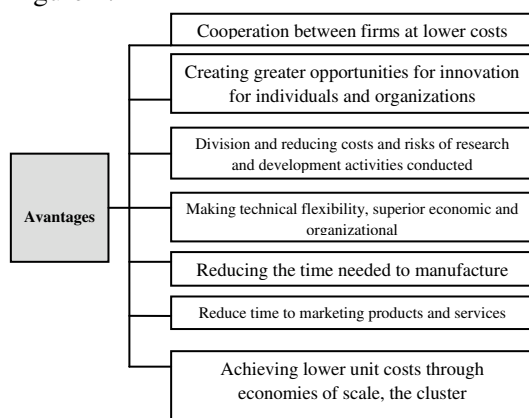 Cooperation between firms at lower costs
Creating greater opportunities for innovation
for individuals and organizations
Division and reducing costs and risks of research
and development activities conducted
Avantages
Making technical flexibility, superior economic and
organizational
Reducing the time needed to manufacture
Reduce time to marketing products and services
Achieving lower unit costs through
economies of scale, the cluster